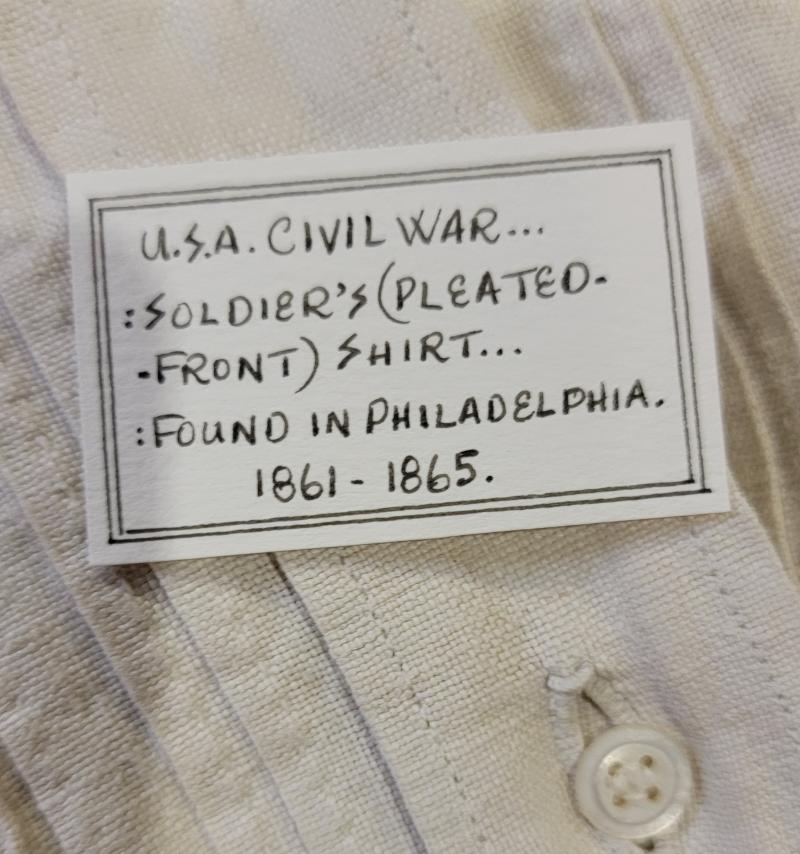 U.S.A. CIVIL WAR...
:SOLDIER'S (PLEATED-
-FRONT) SHIRT...
:FOUND IN PHILADELPHIA.
1861 - 1865.